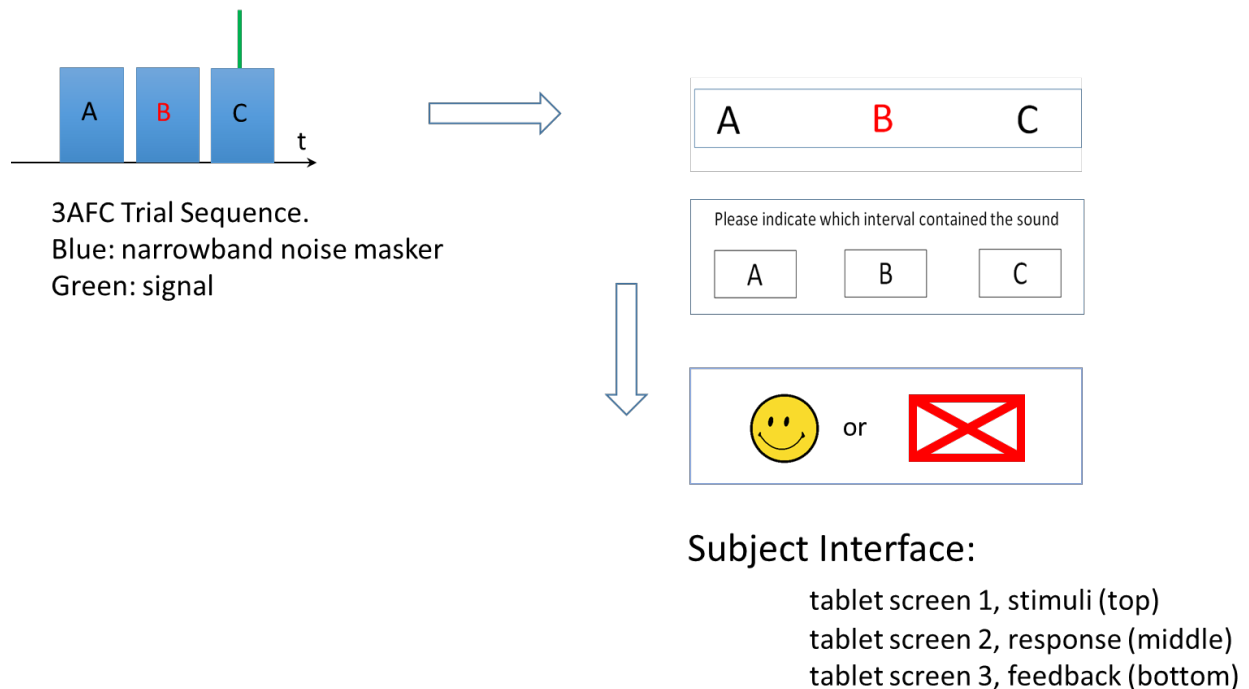 A B C
t
3AFC Trial Sequence.
Blue: narrowband noise masker
Green: signal
A B C
Please indicate which interval contained the sound
A B C
or
Subject Interface:
tablet screen 1, stimuli (top)
tablet screen 2, response (middle)
tablet screen 3, feedback (bottom)